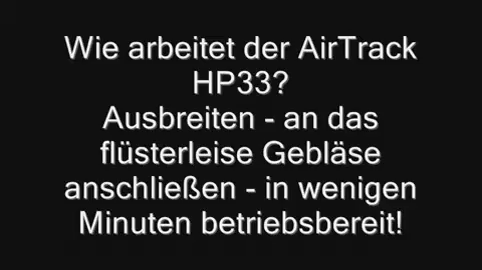 Wie arbeitet der AirTrack
HP33?
Ausbreiten - an das
flüsterleise Gebläse
anschließen - in wenigen
Minuten betriebsbereit!